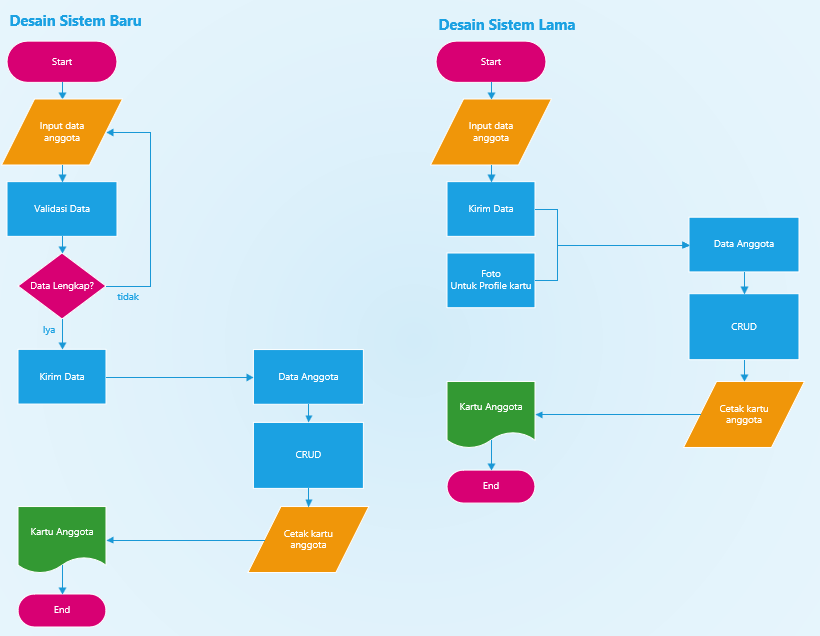 Desain Sistem Baru
Start
Input data
anggota
Validasi Data
Data Lengkap?
tidak
Iya
Kirim Data
Data Anggota
CRUD
Cetak kartu
anggota
Kartu Anggota
End
Desain Sistem Lama
Start
Input data
anggota
Kirim Data
Foto
Untuk Profile kartu
Data Anggota
CRUD
Cetak kartu
anggota
Kartu Anggota
End